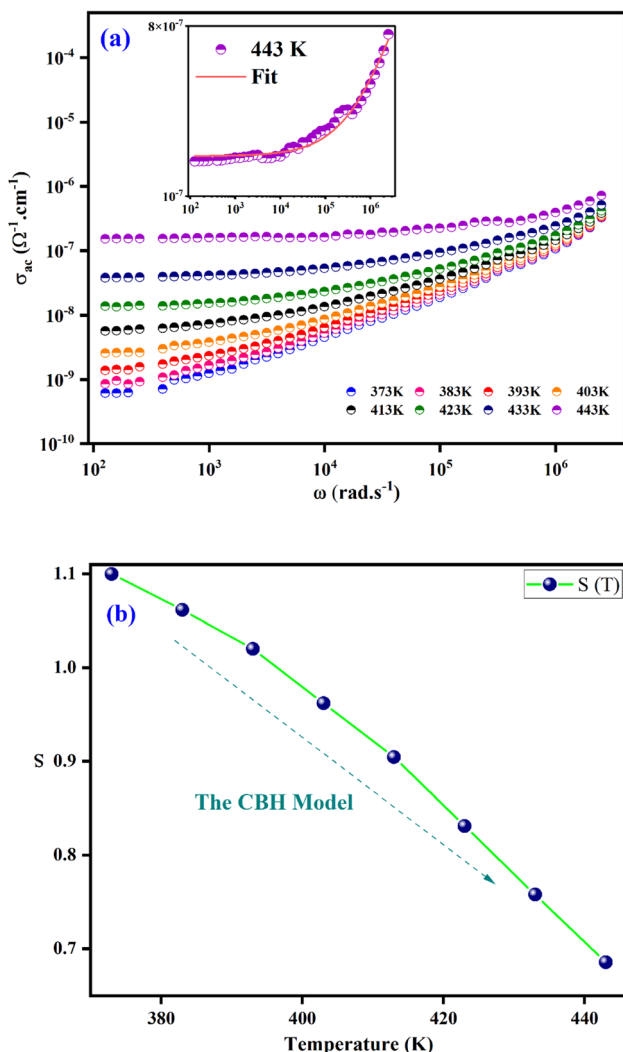 (a)
8×10⁻⁷
443 K
Fit
10⁻⁷
10² 10³ 10⁴ 10⁵ 10⁶
10⁻⁴
10⁻⁵
10⁻⁶
10⁻⁷
10⁻⁸
10⁻⁹
10⁻¹⁰
σac (Ω⁻¹.cm⁻¹)
373K 383K 393K 403K
413K 423K 433K 443K
10² 10³ 10⁴ 10⁵ 10⁶
ω (rad.s⁻¹)
(b)
S (T)
1.1
1.0
0.9
0.8
0.7
S
The CBH Model
380 400 420 440
Temperature (K)